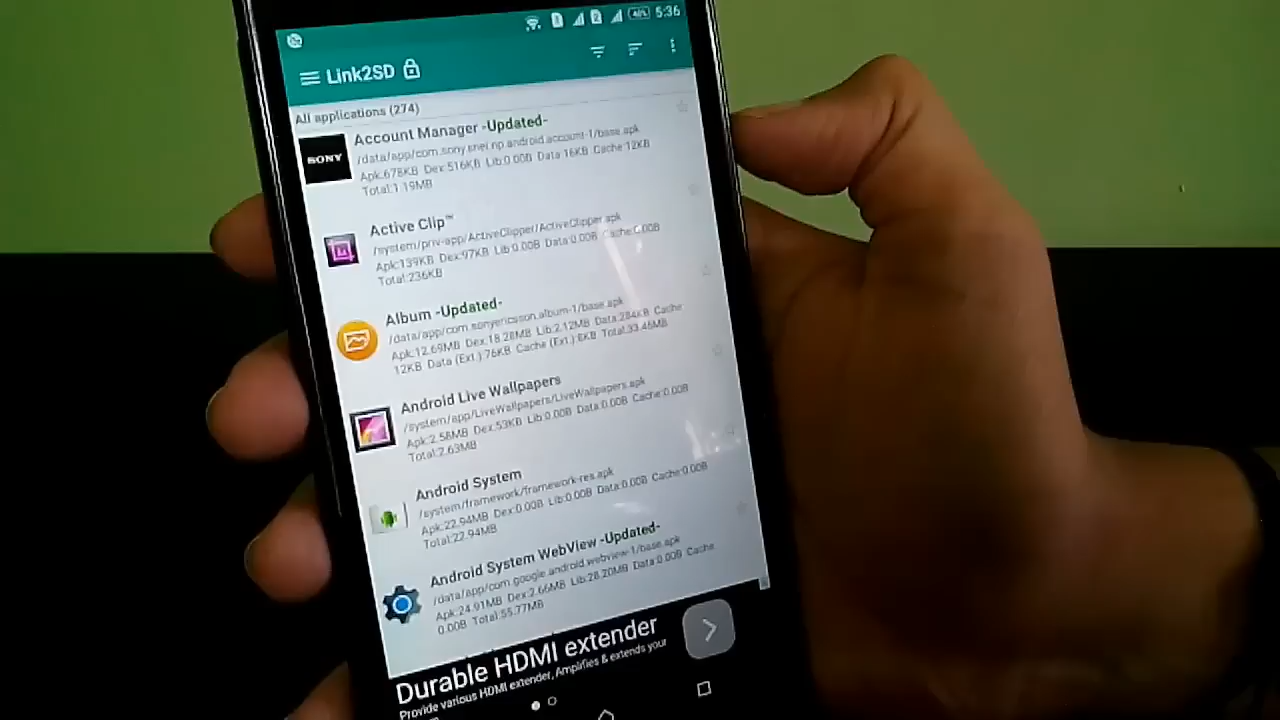 5:36
Link2SD
All applications (274)
SONY
Account Manager -Updated-
/data/app/com.sony.snei.np.android.account-1/base.apk
Apk:678KB Dex:516KB Lib:0.00B Data:16KB Cache:12KB
Total:1.19MB
Active Clip™
/system/priv-app/ActiveClipper/ActiveClipper.apk
Apk:139KB Dex:97KB Lib:0.00B Data:0.00B Cache:0.00B
Total:236KB
Album -Updated-
/data/app/com.sonyericsson.album-1/base.apk
Apk:12.69MB Dex:18.28MB Lib:2.12MB Data:284KB Cache:
12KB Data (Ext.):76KB Cache (Ext.):8KB Total:33.46MB
Android Live Wallpapers
/system/app/LiveWallpapers/LiveWallpapers.apk
Apk:2.58MB Dex:53KB Lib:0.00B Data:0.00B Cache:0.00B
Total:2.63MB
Android System
/system/framework/framework-res.apk
Apk:22.94MB Dex:0.00B Lib:0.00B Data:0.00B Cache:0.00B
Total:22.94MB
Android System WebView -Updated-
/data/app/com.google.android.webview-1/base.apk
Apk:24.91MB Dex:2.66MB Lib:28.20MB Data:0.00B Cache:
0.00B Total:55.77MB
Durable HDMI extender
Provide various HDMI extender, Amplifies & extends your